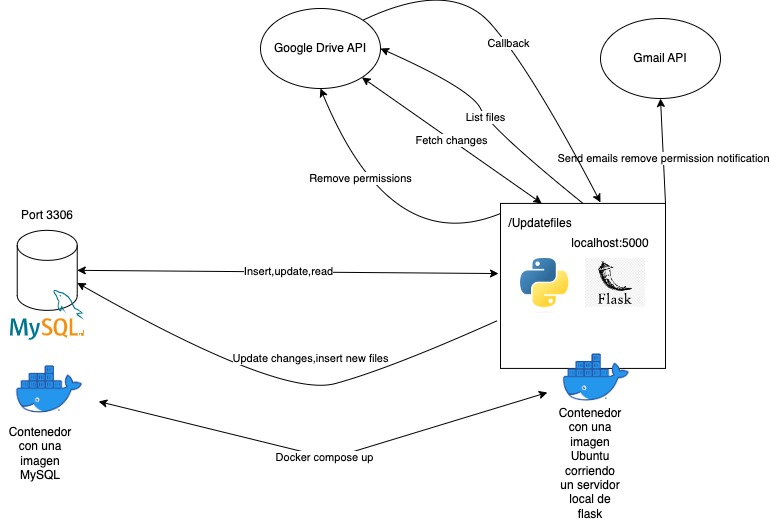 Google Drive API
Callback
Gmail API
List files
Fetch changes
Send emails remove permission notification
Remove permissions
Port 3306
/Updatefiles
localhost:5000
Insert,update,read
Flask
MySQL
Update changes,insert new files
Contenedor
con una
imagen
MySQL
Docker compose up
Contenedor
con una
imagen
Ubuntu
corriendo
un servidor
local de
flask